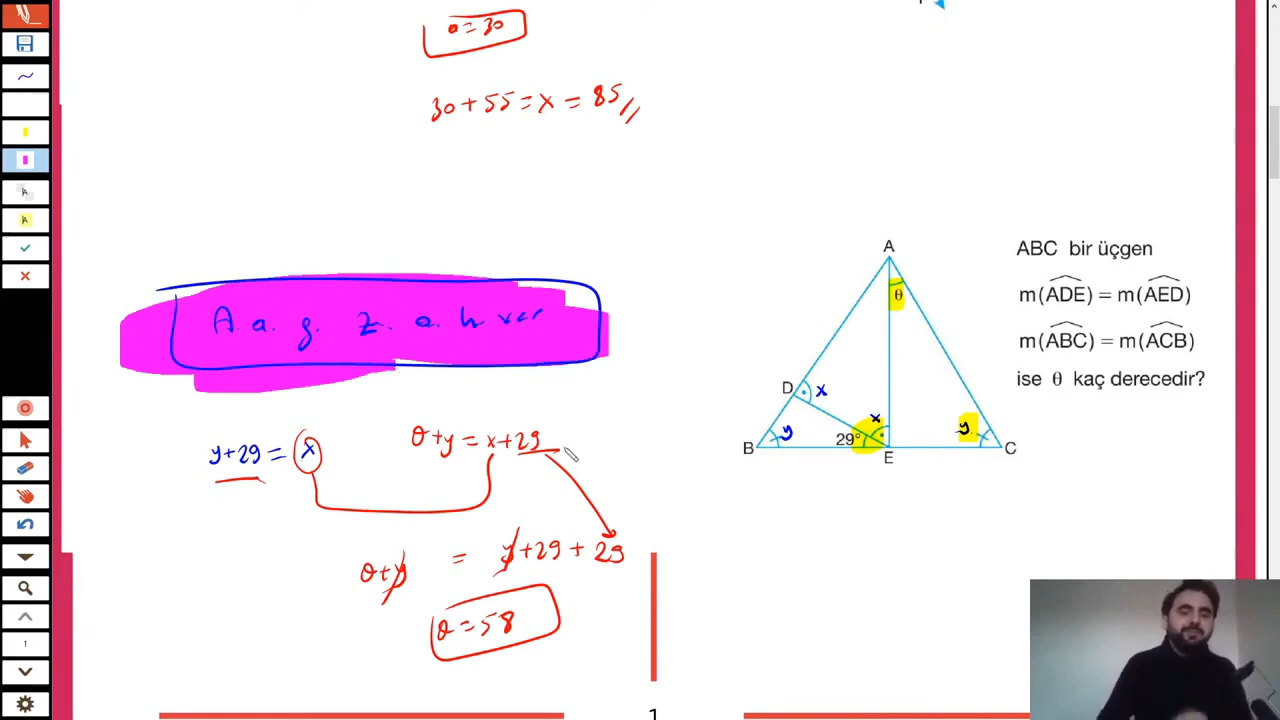 a=30
30+55=x=85//
A. a. g. z. a. h var
y+29 = x
θ+y = x+29
θ+y = y+29+29
θ=58
A
θ
D
x
x
y
y
29°
B
E
C
ABC bir üçgen
m(ADE) = m(AED)
m(ABC) = m(ACB)
ise θ kaç derecedir?
1
1